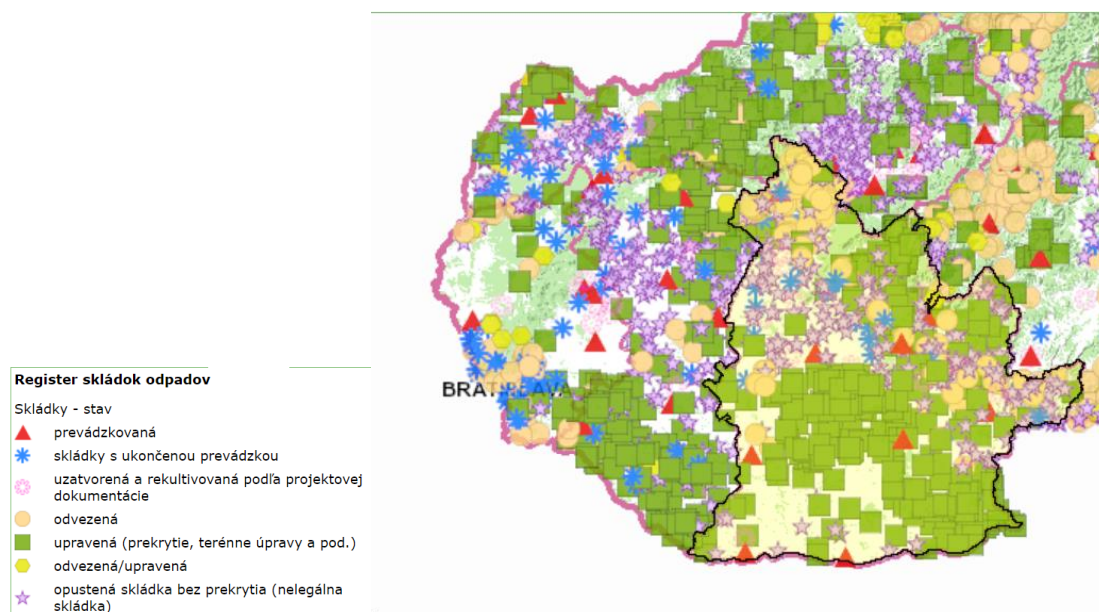 BRATISLAVA
Register skládok odpadov
Skládky - stav
prevádzkovaná
skládky s ukončenou prevádzkou
uzatvorená a rekultivovaná podľa projektovej
dokumentácie
odvezená
upravená (prekrytie, terénne úpravy a pod.)
odvezená/upravená
opustená skládka bez prekrytia (nelegálna
skládka)